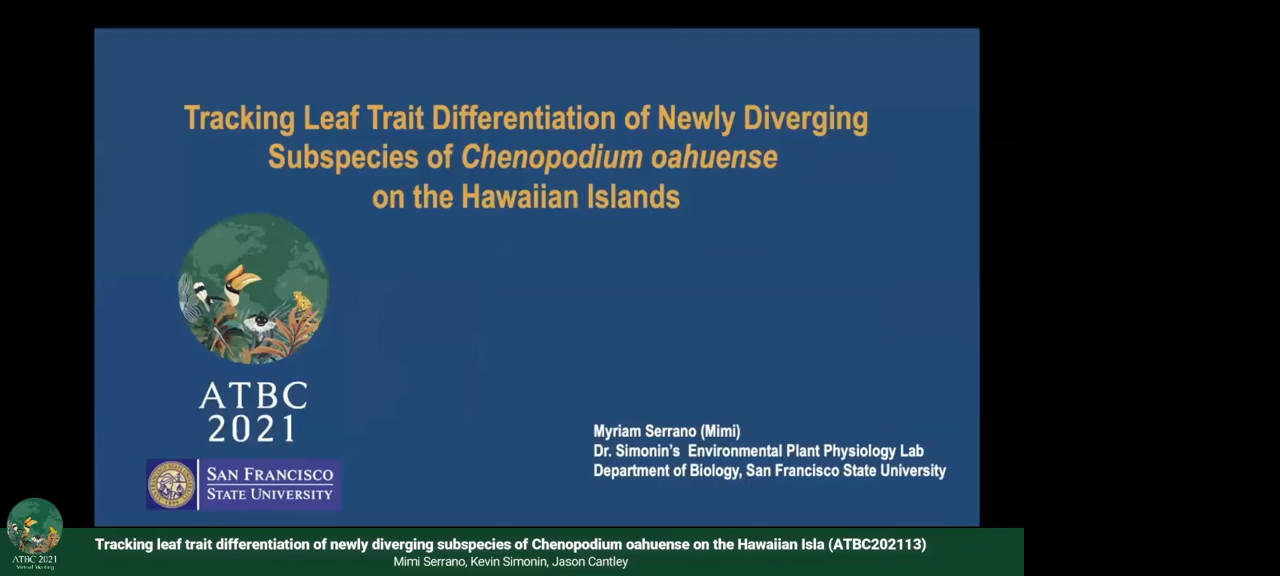 Tracking Leaf Trait Differentiation of Newly Diverging
Subspecies of Chenopodium oahuense
on the Hawaiian Islands
ATBC
2021
SAN FRANCISCO
STATE UNIVERSITY
Myriam Serrano (Mimi)
Dr. Simonin's Environmental Plant Physiology Lab
Department of Biology, San Francisco State University
ATBC 2021
Virtual Meeting
Tracking leaf trait differentiation of newly diverging subspecies of Chenopodium oahuense on the Hawaiian Isla (ATBC202113)
Mimi Serrano, Kevin Simonin, Jason Cantley